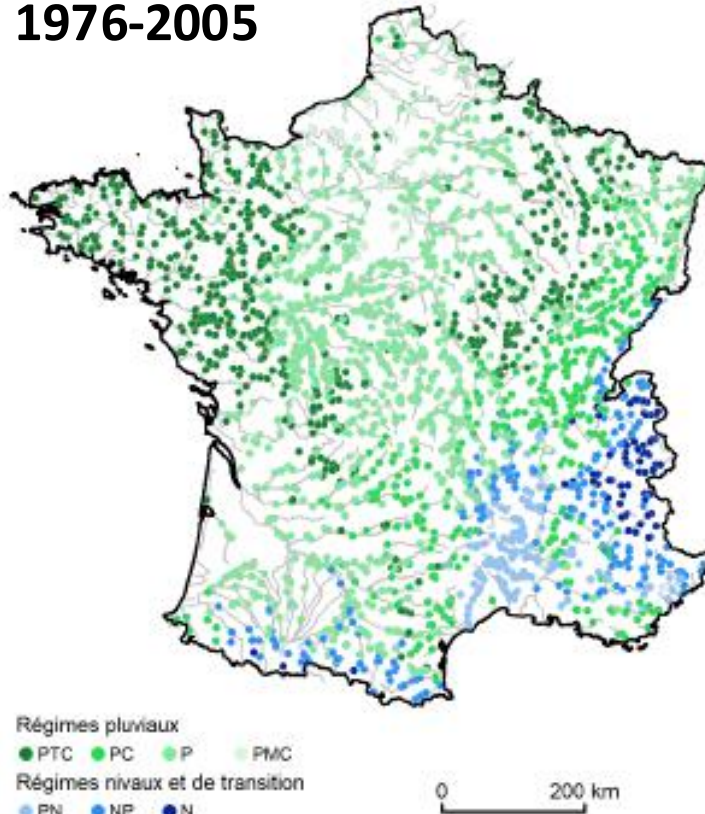 1976-2005
Régimes pluviaux
PTC PC P PMC
Régimes nivaux et de transition
PN NP N
0 200 km